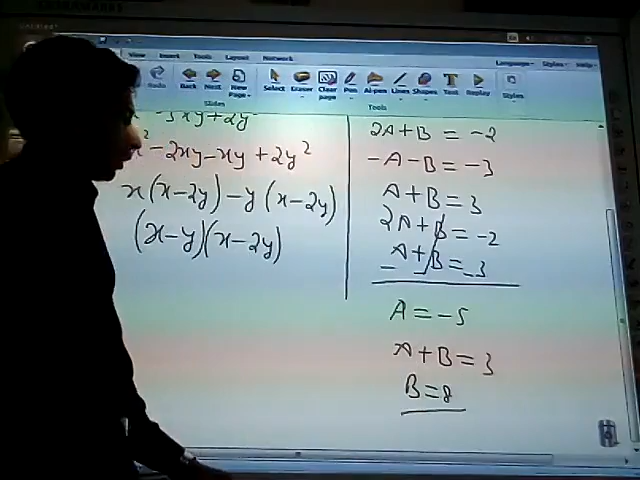 View Insert Tools Layout Network
Language Styles Help
Redo Back Next New Page Select Eraser Clear page Pen AI-pen Lines Shapes Text Replay Styles
Slides Tools
- 3xy + 2y
x² - 2xy - xy + 2y²
x (x - 2y) - y (x - 2y)
(x - y)(x - 2y)
2A + B = -2
-A - B = -3
A + B = 3
2A + B = -2
A + B = 3
- - -
A = -5
A + B = 3
B = 8